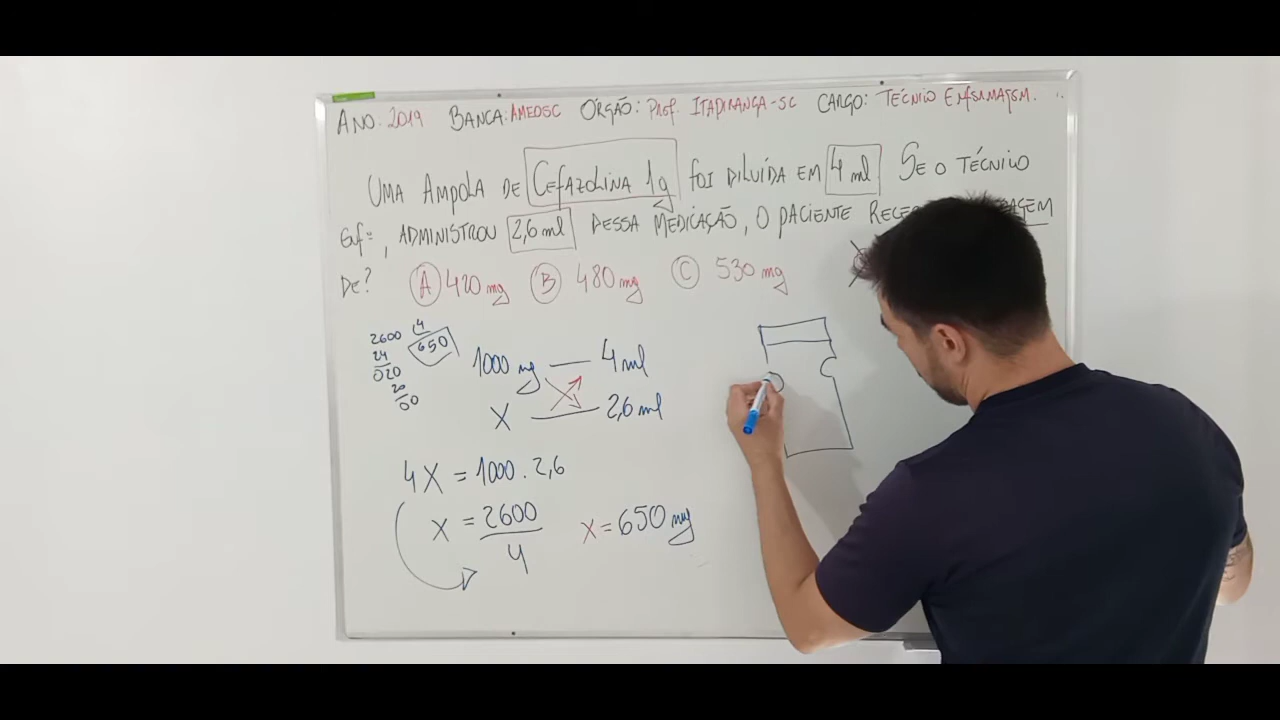 ANO: 2019 BANCA: AMEOSC ÓRGÃO: PREF. ITAPIRANGA-SC CARGO: TÉCNICO ENFERMAGEM.
UMA AMPOLA DE CEFAZOLINA 1g FOI DILUÍDA EM 4 ml SE O TÉCNICO
ADMINISTROU 2,6 ml DESSA MEDICAÇÃO, O PACIENTE
DE? A 420 mg B 480 mg C 530 mg
2600 4
24 650
020
20
00
1000 mg — 4 ml
X — 2,6 ml
4X = 1000 . 2,6
X = 2600
4
X = 650 mg